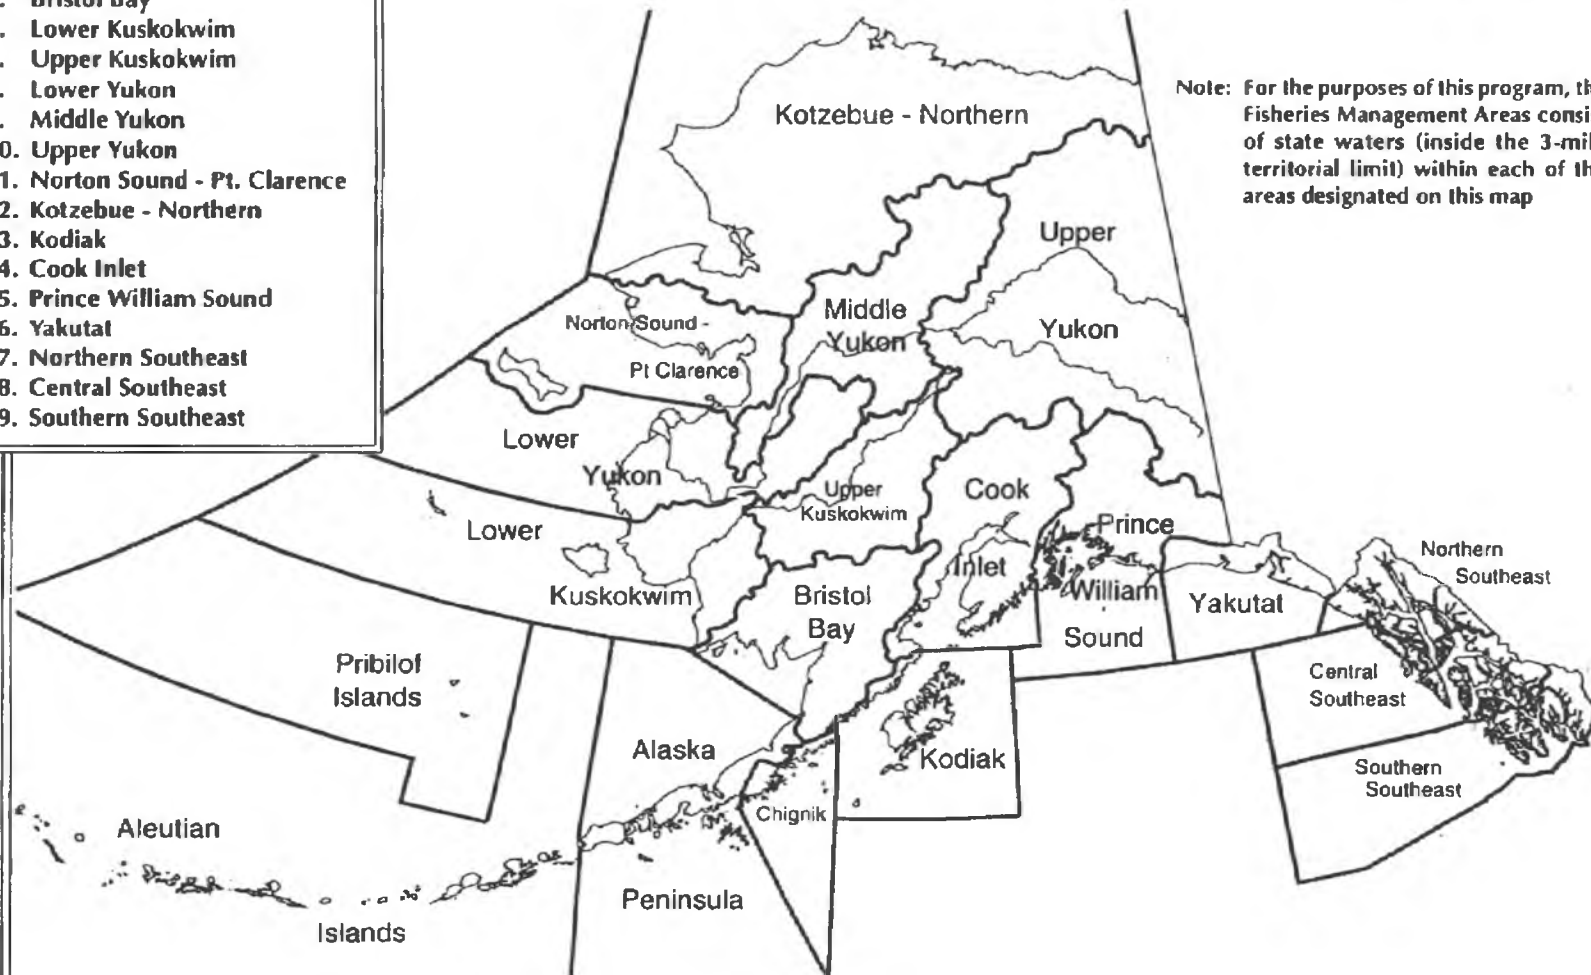 . Bristol Bay
. Lower Kuskokwim
. Upper Kuskokwim
. Lower Yukon
. Middle Yukon
0. Upper Yukon
1. Norton Sound - Pt. Clarence
2. Kotzebue - Northern
3. Kodiak
4. Cook Inlet
5. Prince William Sound
6. Yakutat
7. Northern Southeast
8. Central Southeast
9. Southern Southeast
Note: For the purposes of this program, th
Fisheries Management Areas consi
of state waters (inside the 3-mil
territorial limit) within each of th
areas designated on this map
Kotzebue - Northern
Upper
Yukon
Middle
Yukon
Norton Sound -
Pt Clarence
Lower
Yukon
Upper
Kuskokwim
Lower
Kuskokwim
Cook
Inlet
Prince
William
Sound
Yakutat
Northern
Southeast
Bristol
Bay
Pribilof
Islands
Central
Southeast
Alaska
Peninsula
Kodiak
Chignik
Southern
Southeast
Aleutian
Islands